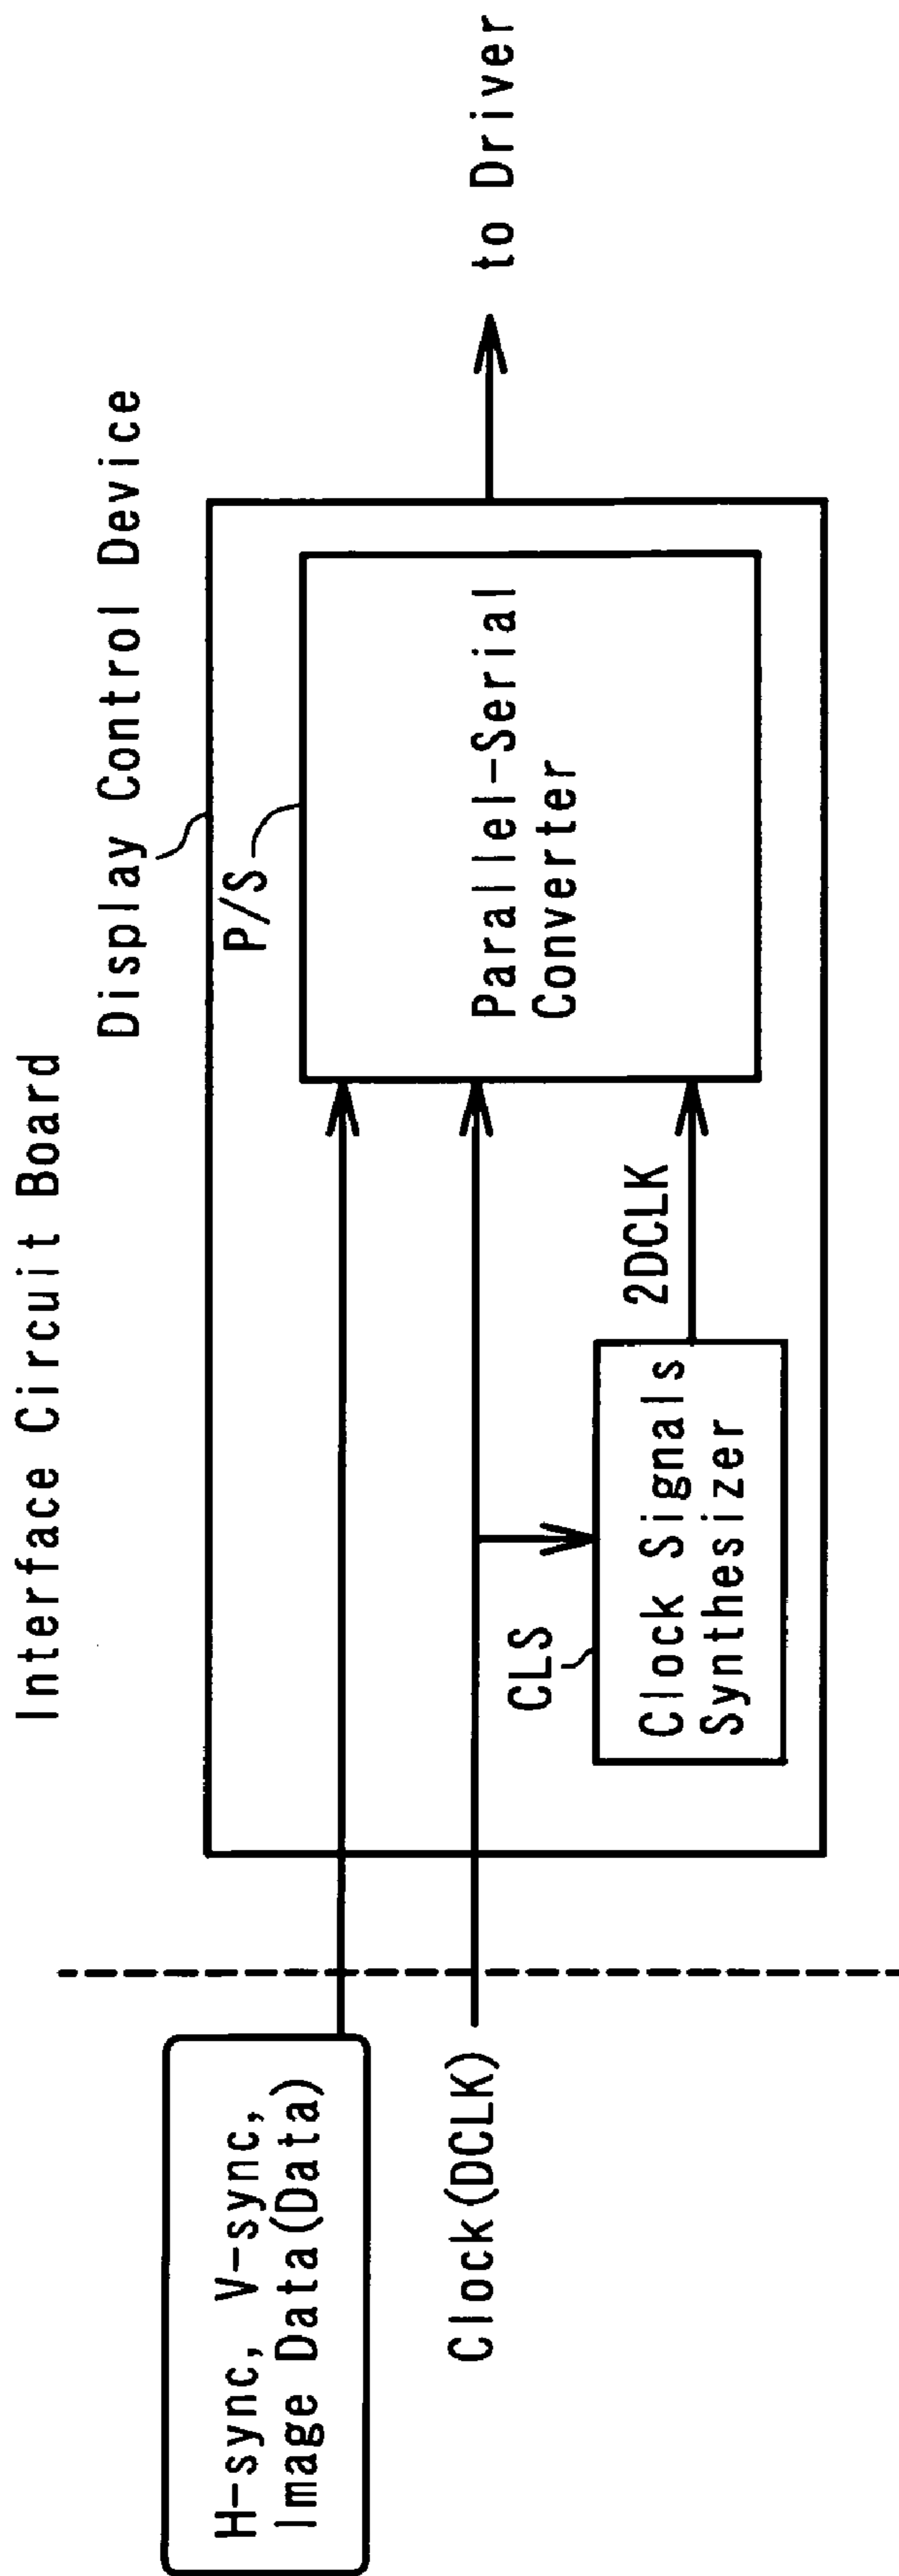 Interface Circuit Board
Display Control Device
H-sync, V-sync,
Image Data(Data)
P/S
Parallel-Serial
Converter
to Driver
Clock(DCLK)
CLS
Clock Signals
Synthesizer
2DCLK